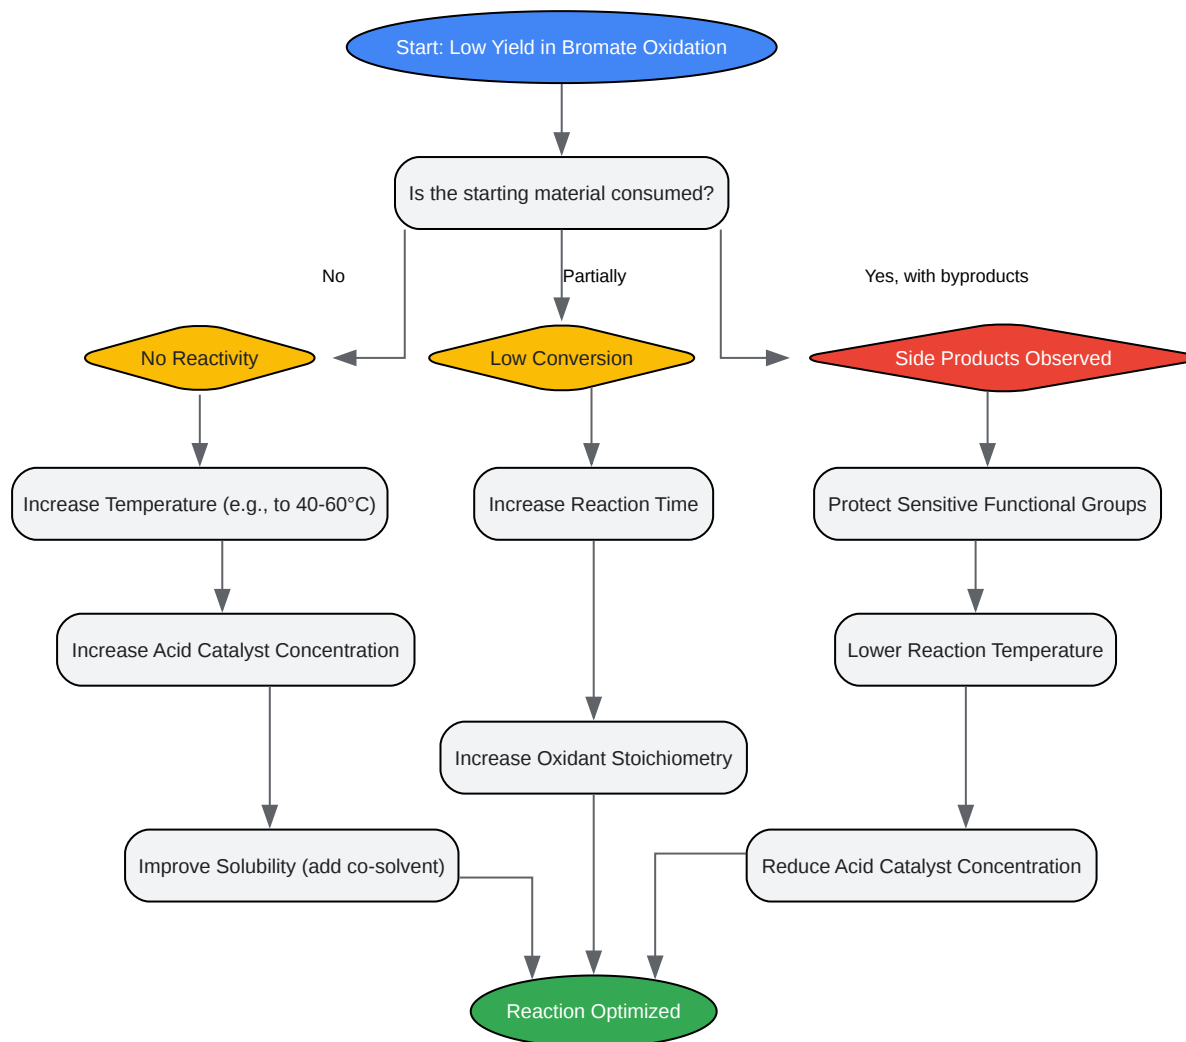 Start: Low Yield in Bromate Oxidation
Is the starting material consumed?
No
Partially
Yes, with byproducts
No Reactivity
Low Conversion
Side Products Observed
Increase Temperature (e.g., to 40-60°C)
Increase Reaction Time
Protect Sensitive Functional Groups
Increase Acid Catalyst Concentration
Lower Reaction Temperature
Increase Oxidant Stoichiometry
Improve Solubility (add co-solvent)
Reduce Acid Catalyst Concentration
Reaction Optimized